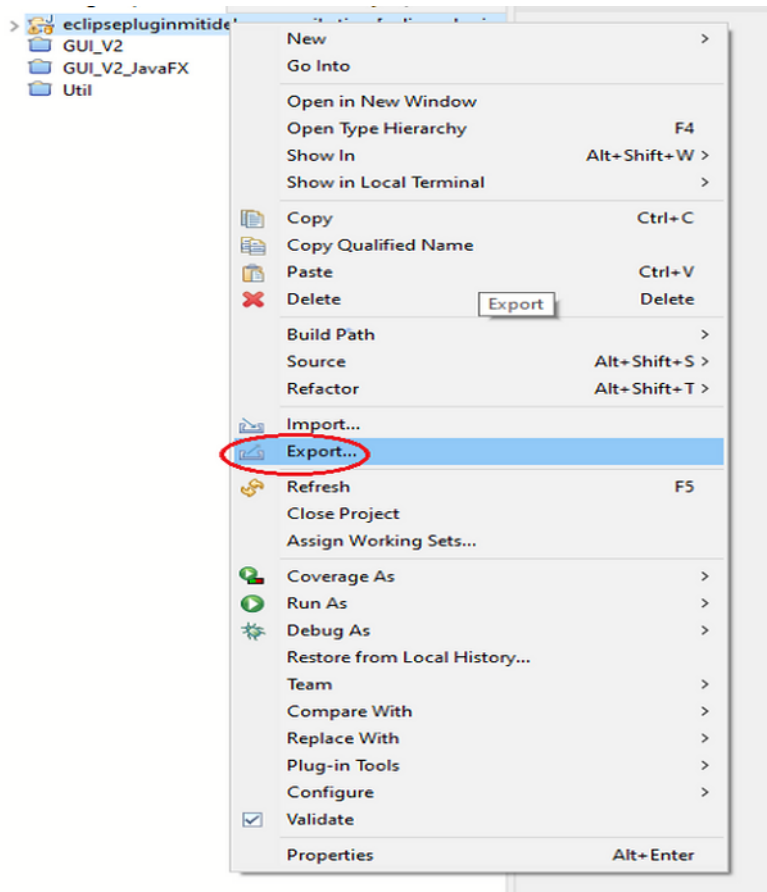 eclipsepluginmitide
GUI_V2
GUI_V2_JavaFX
Util
New
Go Into
Open in New Window
Open Type Hierarchy F4
Show In Alt+Shift+W >
Show in Local Terminal >
Copy Ctrl+C
Copy Qualified Name
Paste Ctrl+V
Delete Delete
Export
Build Path >
Source Alt+Shift+S >
Refactor Alt+Shift+T >
Import...
Export...
Refresh F5
Close Project
Assign Working Sets...
Coverage As >
Run As >
Debug As >
Restore from Local History...
Team >
Compare With >
Replace With >
Plug-in Tools >
Configure >
Validate
Properties Alt+Enter